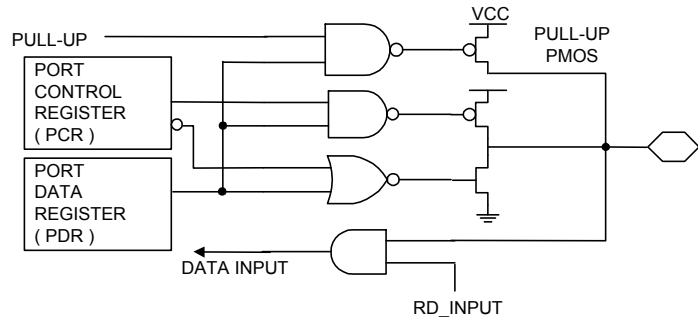 VCC
PULL-UP
PULL-UP
PMOS
PORT
CONTROL
REGISTER
( PCR )
PORT
DATA
REGISTER
( PDR )
DATA INPUT
RD_INPUT